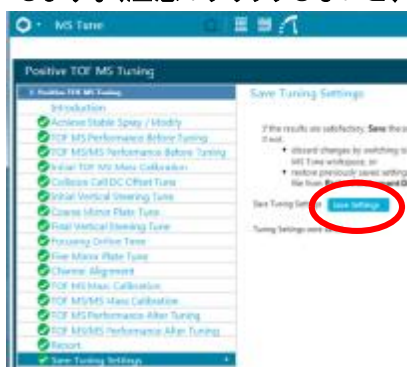 MS Tune
Positive TOF MS Tuning
Positive TOF MS Tuning
Introduction
Achieve Stable Spray / Modify
TOF MS Performance Before Tuning
TOF MS/MS Performance Before Tuning
Initial TOF MS Mass Calibration
Collision Cell DC Offset Tune
Initial Vertical Steering Tune
Coarse Mirror Plate Tune
Final Vertical Steering Tune
Focusing Online Tune
Fine Mirror Plate Tune
Channel Alignment
TOF MS Mass Calibration
TOF MS/MS Mass Calibration
TOF MS Performance After Tuning
TOF MS/MS Performance After Tuning
Report
Save Tuning Settings
Save Tuning Settings
If the results are satisfactory, Save the
If not,
discard changes by switching to
MS Tune workspace, or
restore previously saved settings
file from
Save Tuning Settings Save Settings
Tuning Settings were